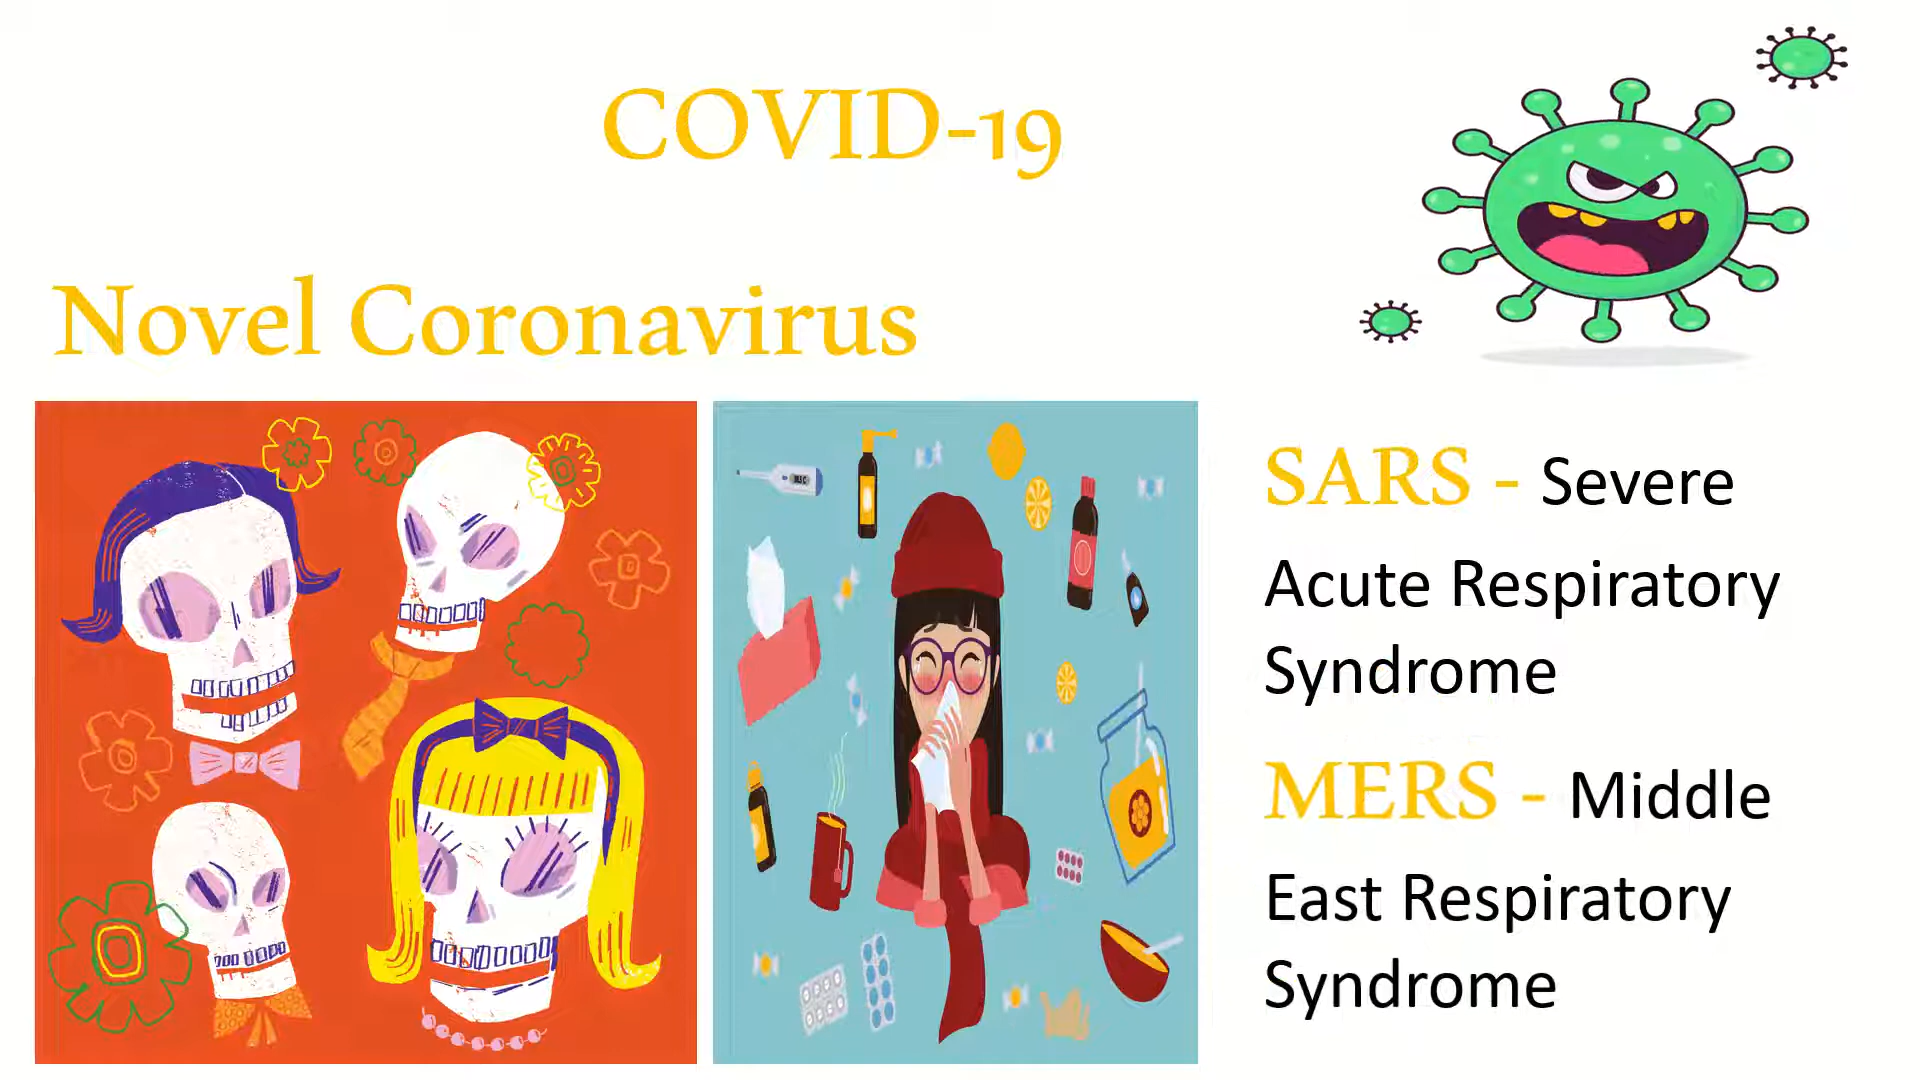 COVID-19
Novel Coronavirus
SARS - Severe
Acute Respiratory
Syndrome
MERS - Middle
East Respiratory
Syndrome